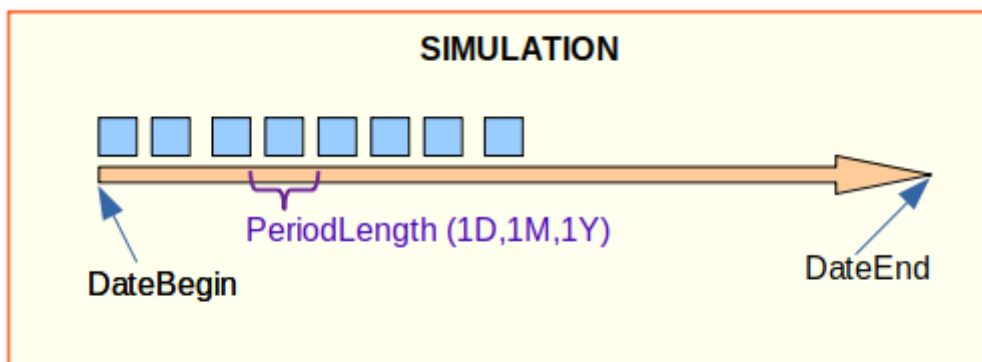 SIMULATION
PeriodLength (1D,1M,1Y)
DateBegin
DateEnd